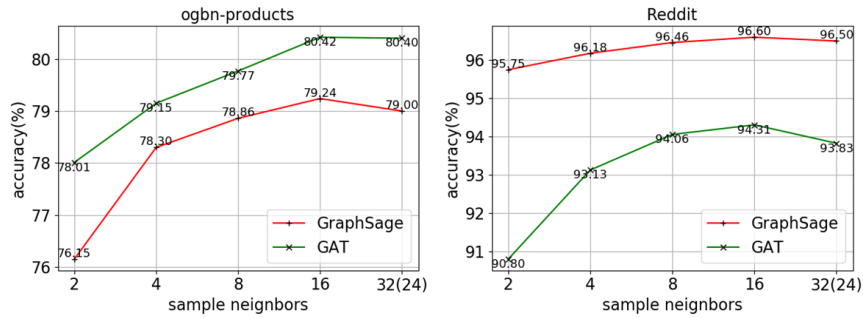 ogbn-products
accuracy(%)
80
79
78
77
76
78.01
79.15
79.77
80.42
80.40
76.15
78.30
78.86
79.24
79.00
GraphSage
GAT
2 4 8 16 32(24)
sample neignbors
Reddit
accuracy(%)
96
95
94
93
92
91
95.75
96.18
96.46
96.60
96.50
90.80
93.13
94.06
94.31
93.83
GraphSage
GAT
2 4 8 16 32(24)
sample neignbors